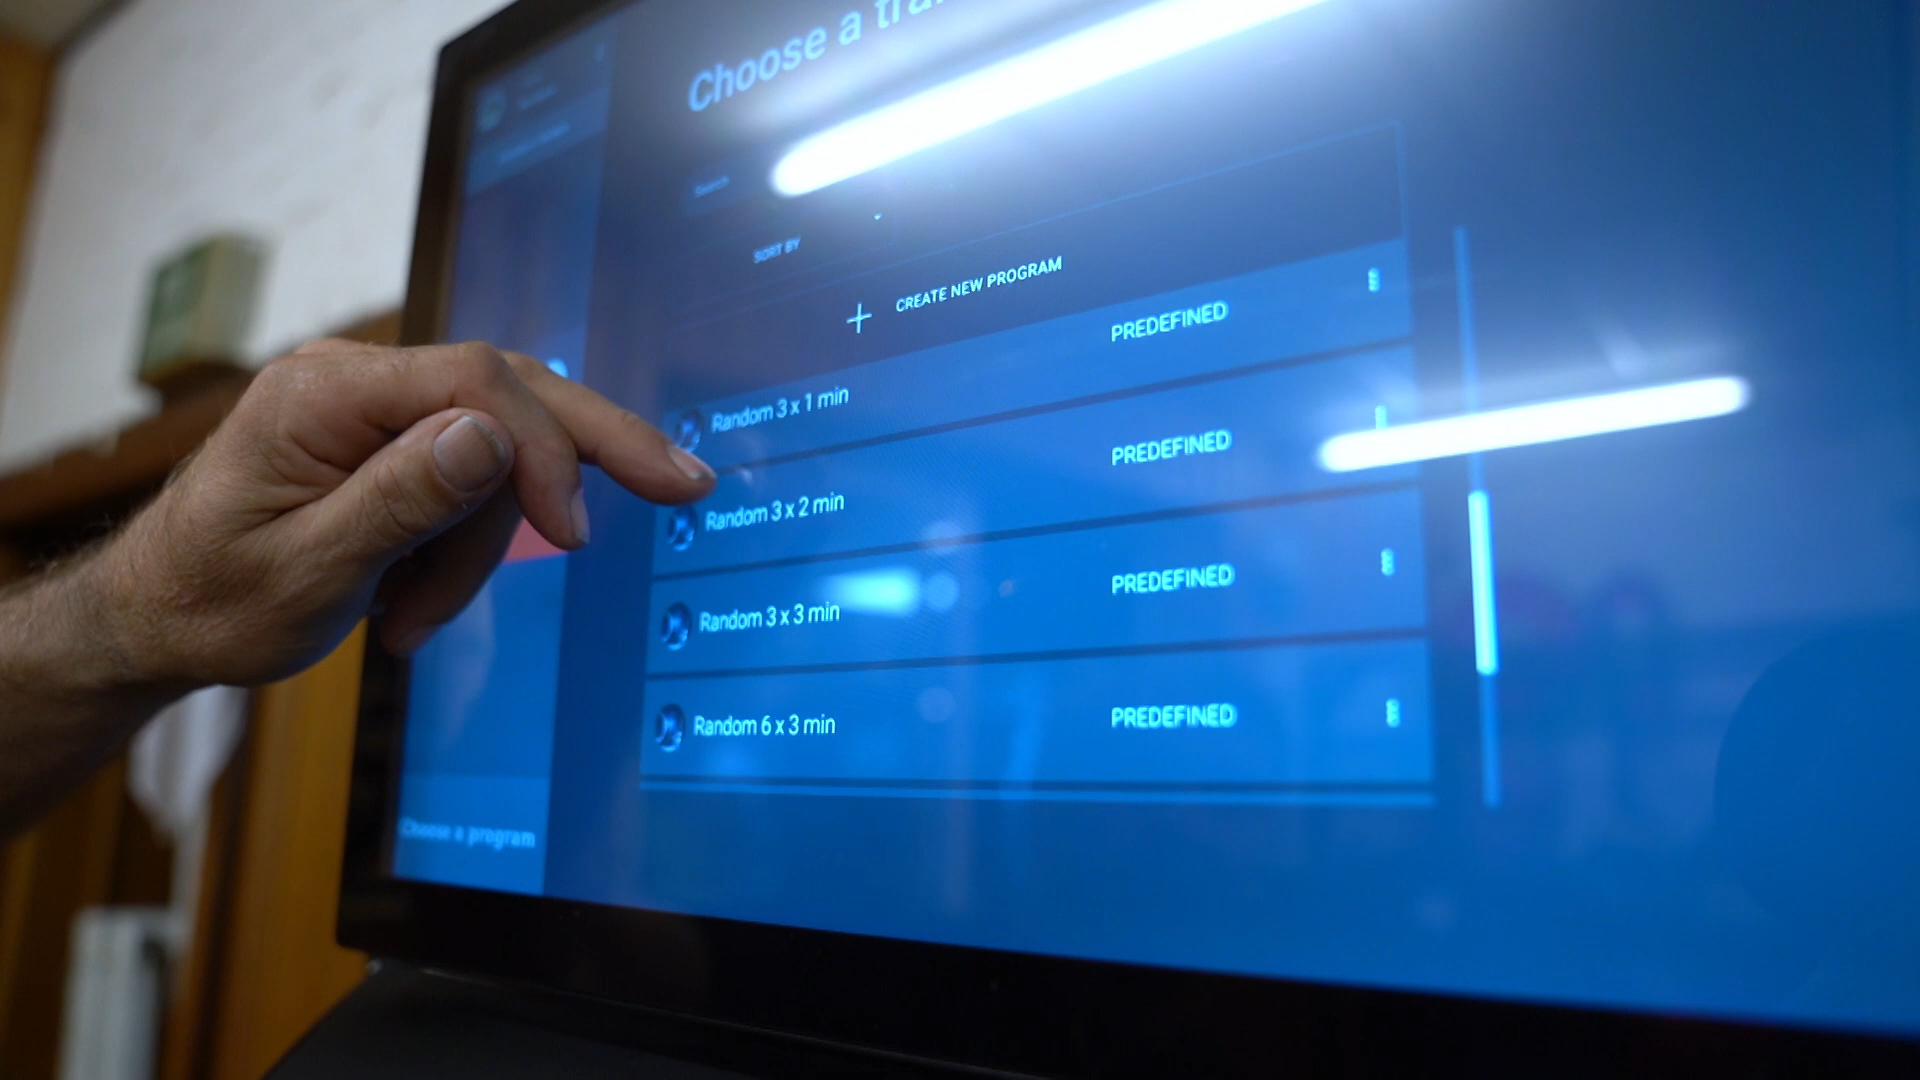 Choose a
Search
SORT BY
CREATE NEW PROGRAM
Random 3 x 1 min PREDEFINED
Random 3 x 2 min PREDEFINED
Random 3 x 3 min PREDEFINED
Random 6 x 3 min PREDEFINED
Choose a program